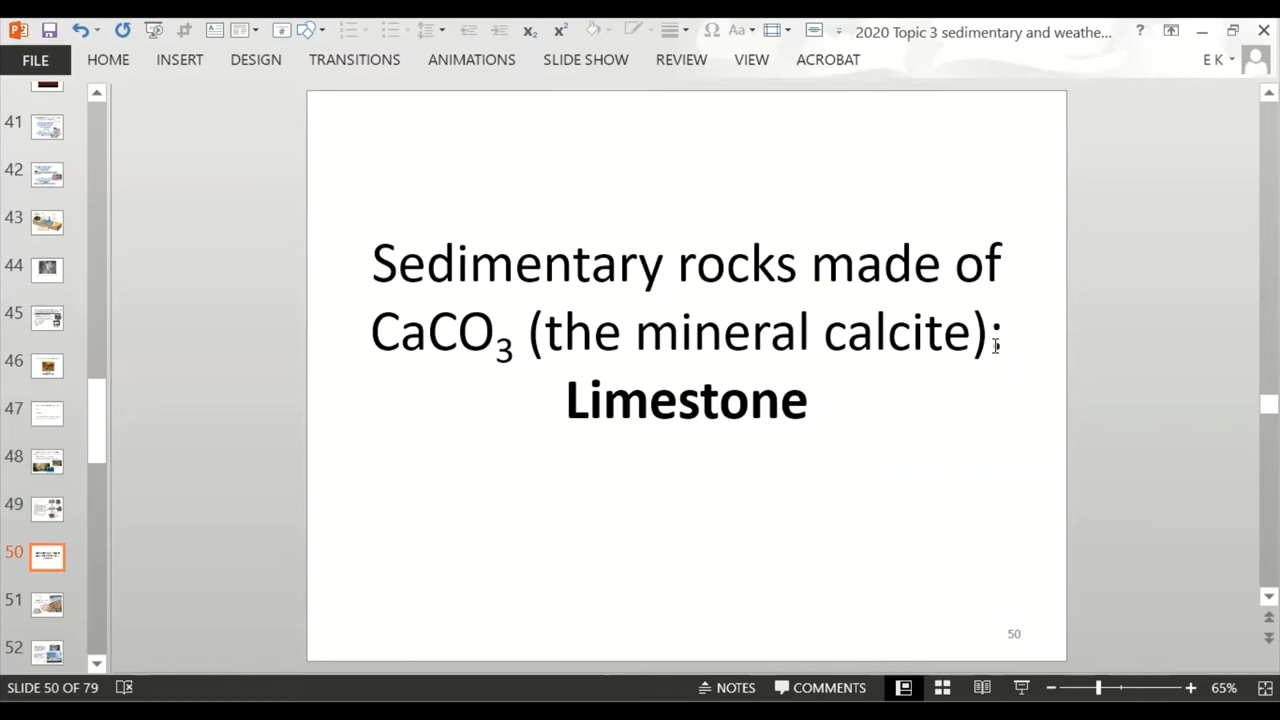 2020 Topic 3 sedimentary and weathe...
FILE HOME INSERT DESIGN TRANSITIONS ANIMATIONS SLIDE SHOW REVIEW VIEW ACROBAT E K
41
42
43
44
45
46
47
48
49
50
51
52
Sedimentary rocks made of
CaCO₃ (the mineral calcite):
Limestone
50
SLIDE 50 OF 79 NOTES COMMENTS 65%